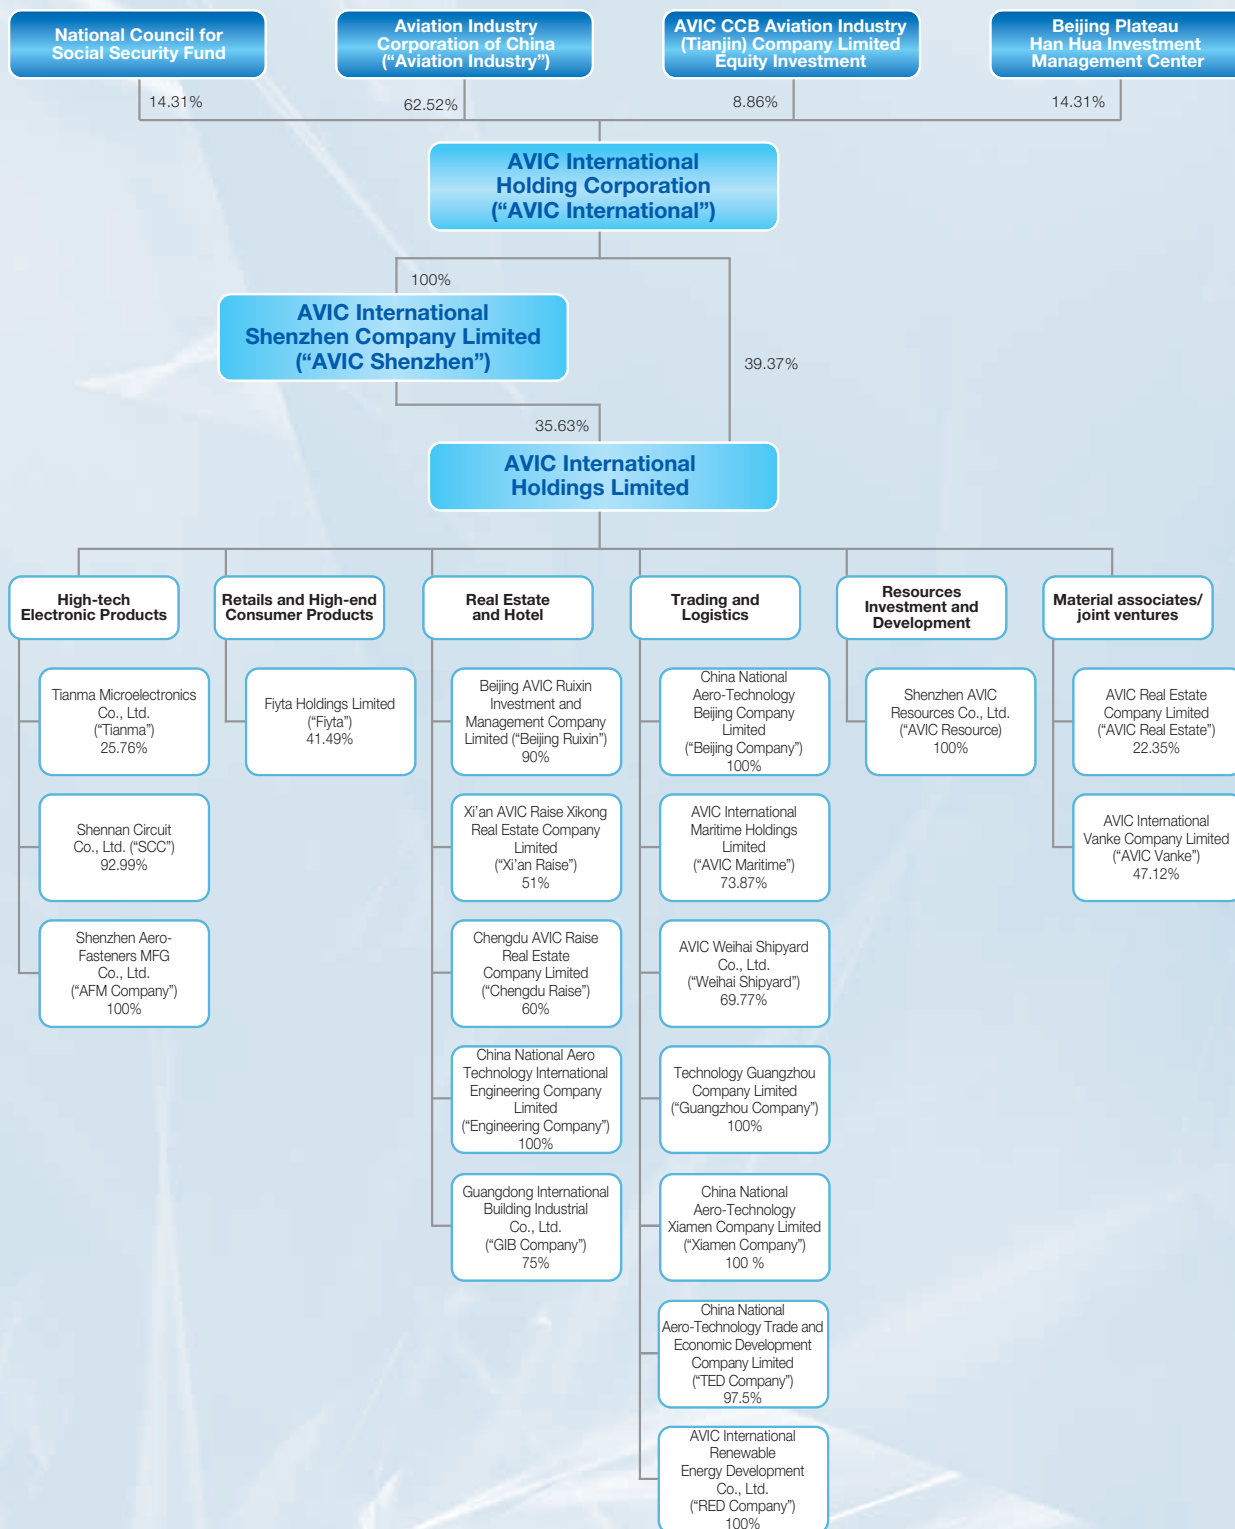 National Council for
Social Security Fund
Aviation Industry
Corporation of China
(“Aviation Industry”)
AVIC CCB Aviation Industry
(Tianjin) Company Limited
Equity Investment
Beijing Plateau
Han Hua Investment
Management Center
14.31%
62.52%
8.86%
14.31%
AVIC International
Holding Corporation
(“AVIC International”)
100%
AVIC International
Shenzhen Company Limited
(“AVIC Shenzhen”)
39.37%
35.63%
AVIC International
Holdings Limited
High-tech
Electronic Products
Retails and High-end
Consumer Products
Real Estate
and Hotel
Trading and
Logistics
Resources
Investment and
Development
Material associates/
joint ventures
Tianma Microelectronics
Co., Ltd.
(“Tianma”)
25.76%
Shennan Circuit
Co., Ltd. (“SCC”)
92.99%
Shenzhen Aero-
Fasteners MFG
Co., Ltd.
(“AFM Company”)
100%
Fiyta Holdings Limited
(“Fiyta”)
41.49%
Beijing AVIC Ruixin
Investment and
Management Company
Limited (“Beijing Ruixin”)
90%
Xi’an AVIC Raise Xikong
Real Estate Company
Limited
(“Xi’an Raise”)
51%
Chengdu AVIC Raise
Real Estate
Company Limited
(“Chengdu Raise”)
60%
China National Aero
Technology International
Engineering Company
Limited
(“Engineering Company”)
100%
Guangdong International
Building Industrial
Co., Ltd.
(“GIB Company”)
75%
China National
Aero-Technology
Beijing Company
Limited
(“Beijing Company”)
100%
AVIC International
Maritime Holdings
Limited
(“AVIC Maritime”)
73.87%
AVIC Weihai Shipyard
Co., Ltd.
(“Weihai Shipyard”)
69.77%
Technology Guangzhou
Company Limited
(“Guangzhou Company”)
100%
China National
Aero-Technology
Xiamen Company Limited
(“Xiamen Company”)
100 %
China National
Aero-Technology Trade and
Economic Development
Company Limited
(“TED Company”)
97.5%
AVIC International
Renewable
Energy Development
Co., Ltd.
(“RED Company”)
100%
Shenzhen AVIC
Resources Co., Ltd.
(“AVIC Resource)
100%
AVIC Real Estate
Company Limited
(“AVIC Real Estate”)
22.35%
AVIC International
Vanke Company Limited
(“AVIC Vanke”)
47.12%